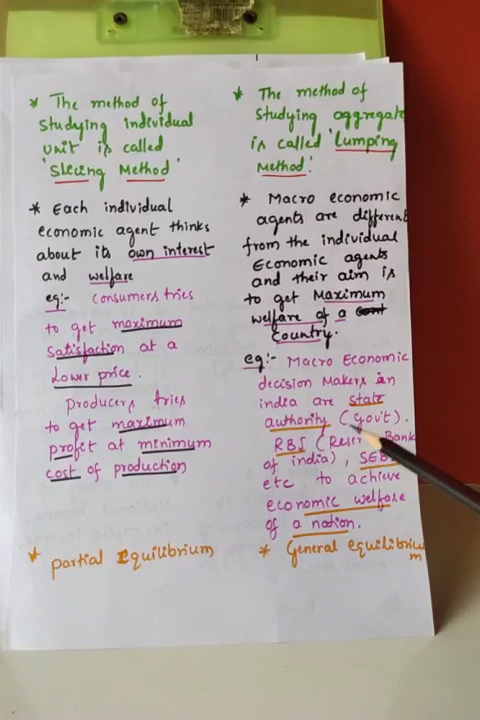 * The method of
studying individual
unit is called
'Slicing Method'
* Each individual
economic agent thinks
about its own interest
and welfare
eg:- Consumers tries
to get maximum
satisfaction at a
Lower price.
Producers tries
to get maximum
profit at minimum
cost of production
* partial equilibrium
* The method of
studying aggregate
is called 'Lumping
Method'.
* Macro economic
agents are different
from the individual
Economic agents
and their aim is
to get Maximum
welfare of a
Country.
eg:- Macro Economic
decision Makers in
india are state
authority (Gov't).
RBI (Reser Bank
of india), SEB
etc to achieve
economic welfare
of a nation.
* General equilibriu
m